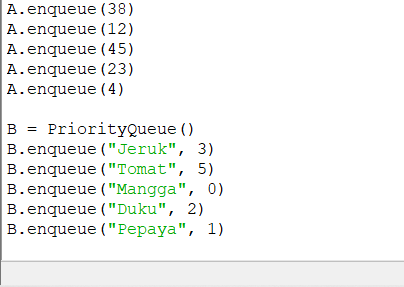 A.enqueue(38)
A.enqueue(12)
A.enqueue(45)
A.enqueue(23)
A.enqueue(4)
B = PriorityQueue()
B.enqueue("Jeruk", 3)
B.enqueue("Tomat", 5)
B.enqueue("Mangga", 0)
B.enqueue("Duku", 2)
B.enqueue("Pepaya", 1)